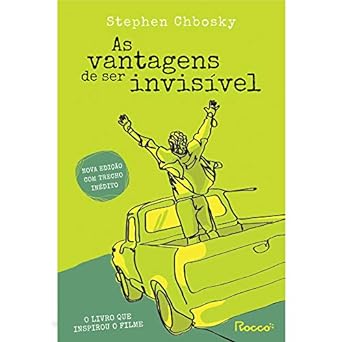 Stephen Chbosky
As
vantagens
de ser invisível
NOVA EDIÇÃO
COM TRECHO
INÉDITO
O LIVRO QUE
INSPIROU O FILME
Rocco